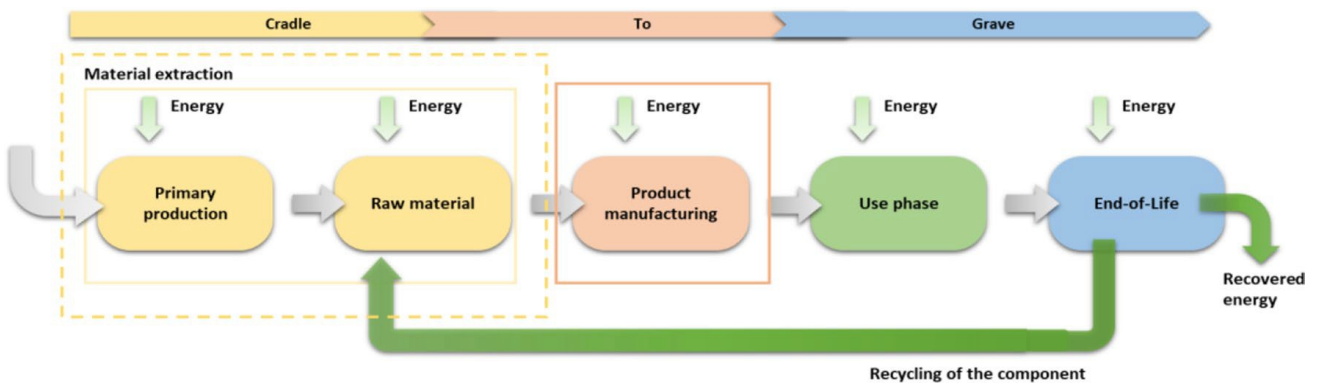 Cradle
To
Grave
Material extraction
Energy
Energy
Energy
Energy
Energy
Primary
production
Raw material
Product
manufacturing
Use phase
End-of-Life
Recovered
energy
Recycling of the component